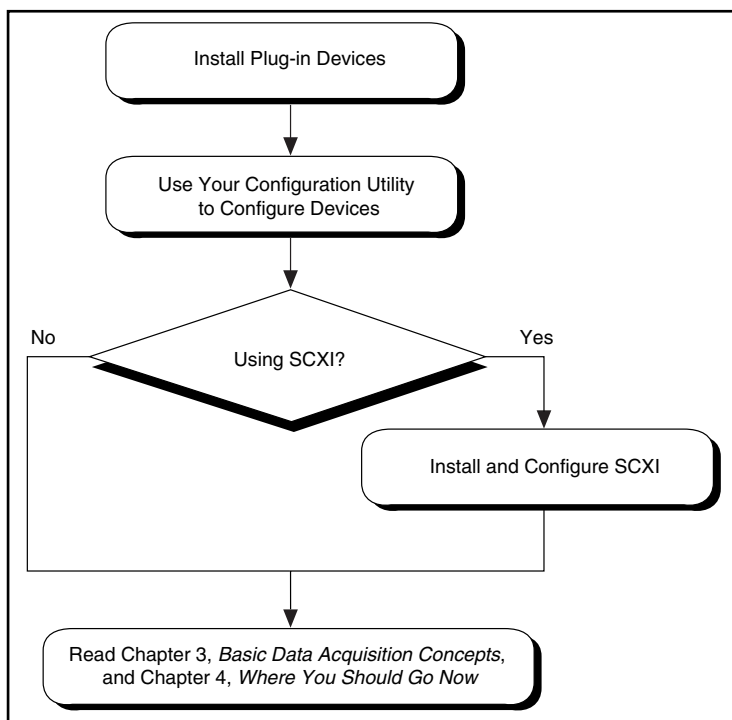 Install Plug-in Devices
Use Your Configuration Utility
to Configure Devices
No
Yes
Using SCXI?
Install and Configure SCXI
Read Chapter 3, Basic Data Acquisition Concepts,
and Chapter 4, Where You Should Go Now